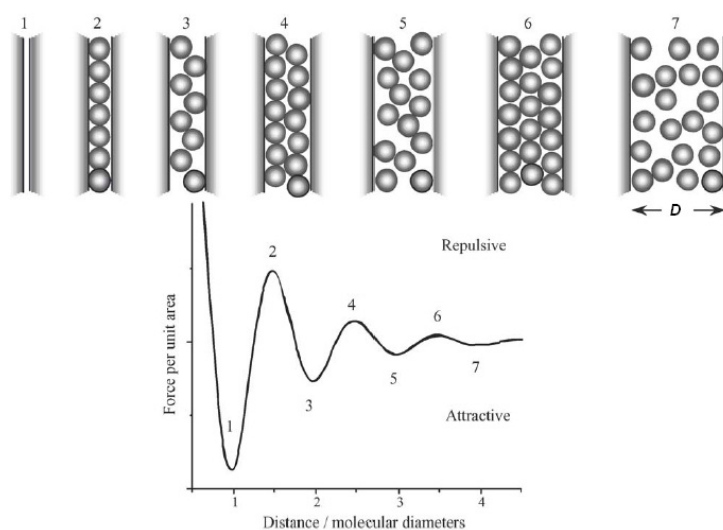 1 2 3 4 5 6 7
D
Repulsive
2
4
6
7
5
3
1
Attractive
Force per unit area
1 2 3 4
Distance / molecular diameters